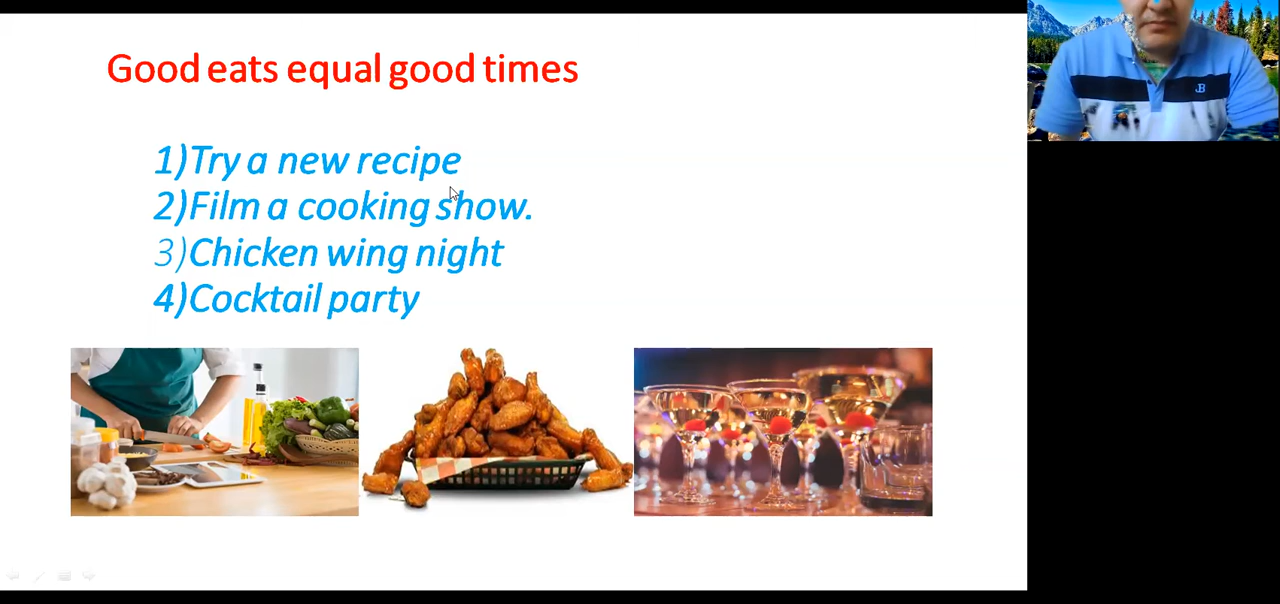 Good eats equal good times
1)Try a new recipe
2)Film a cooking show.
3)Chicken wing night
4)Cocktail party